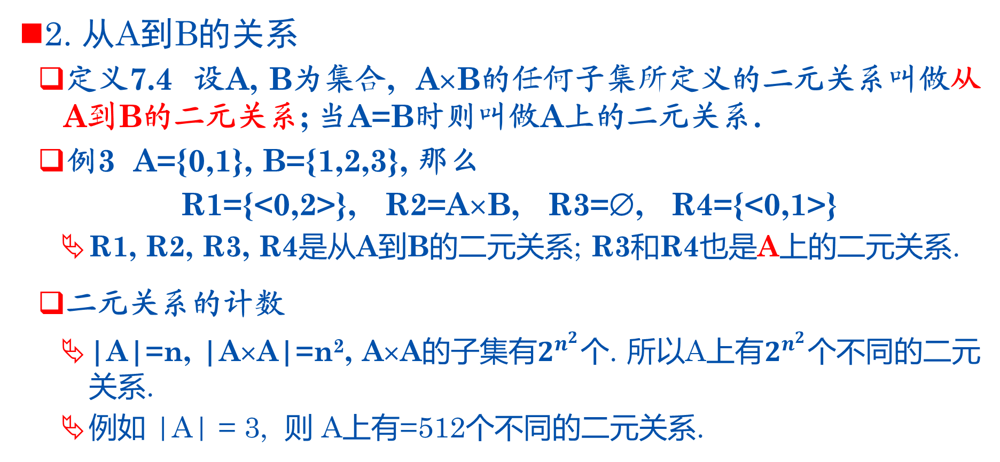 2. 从A到B的关系
定义7.4 设A, B为集合, A×B的任何子集所定义的二元关系叫做从
A到B的二元关系; 当A=B时则叫做A上的二元关系.
例3 A={0,1}, B={1,2,3}, 那么
R1={<0,2>}, R2=A×B, R3=∅, R4={<0,1>}
R1, R2, R3, R4是从A到B的二元关系; R3和R4也是A上的二元关系.
二元关系的计数
|A|=n, |A×A|=n², A×A的子集有2^{n^2}个. 所以A上有2^{n^2}个不同的二元
关系.
例如 |A| = 3, 则 A上有=512个不同的二元关系.